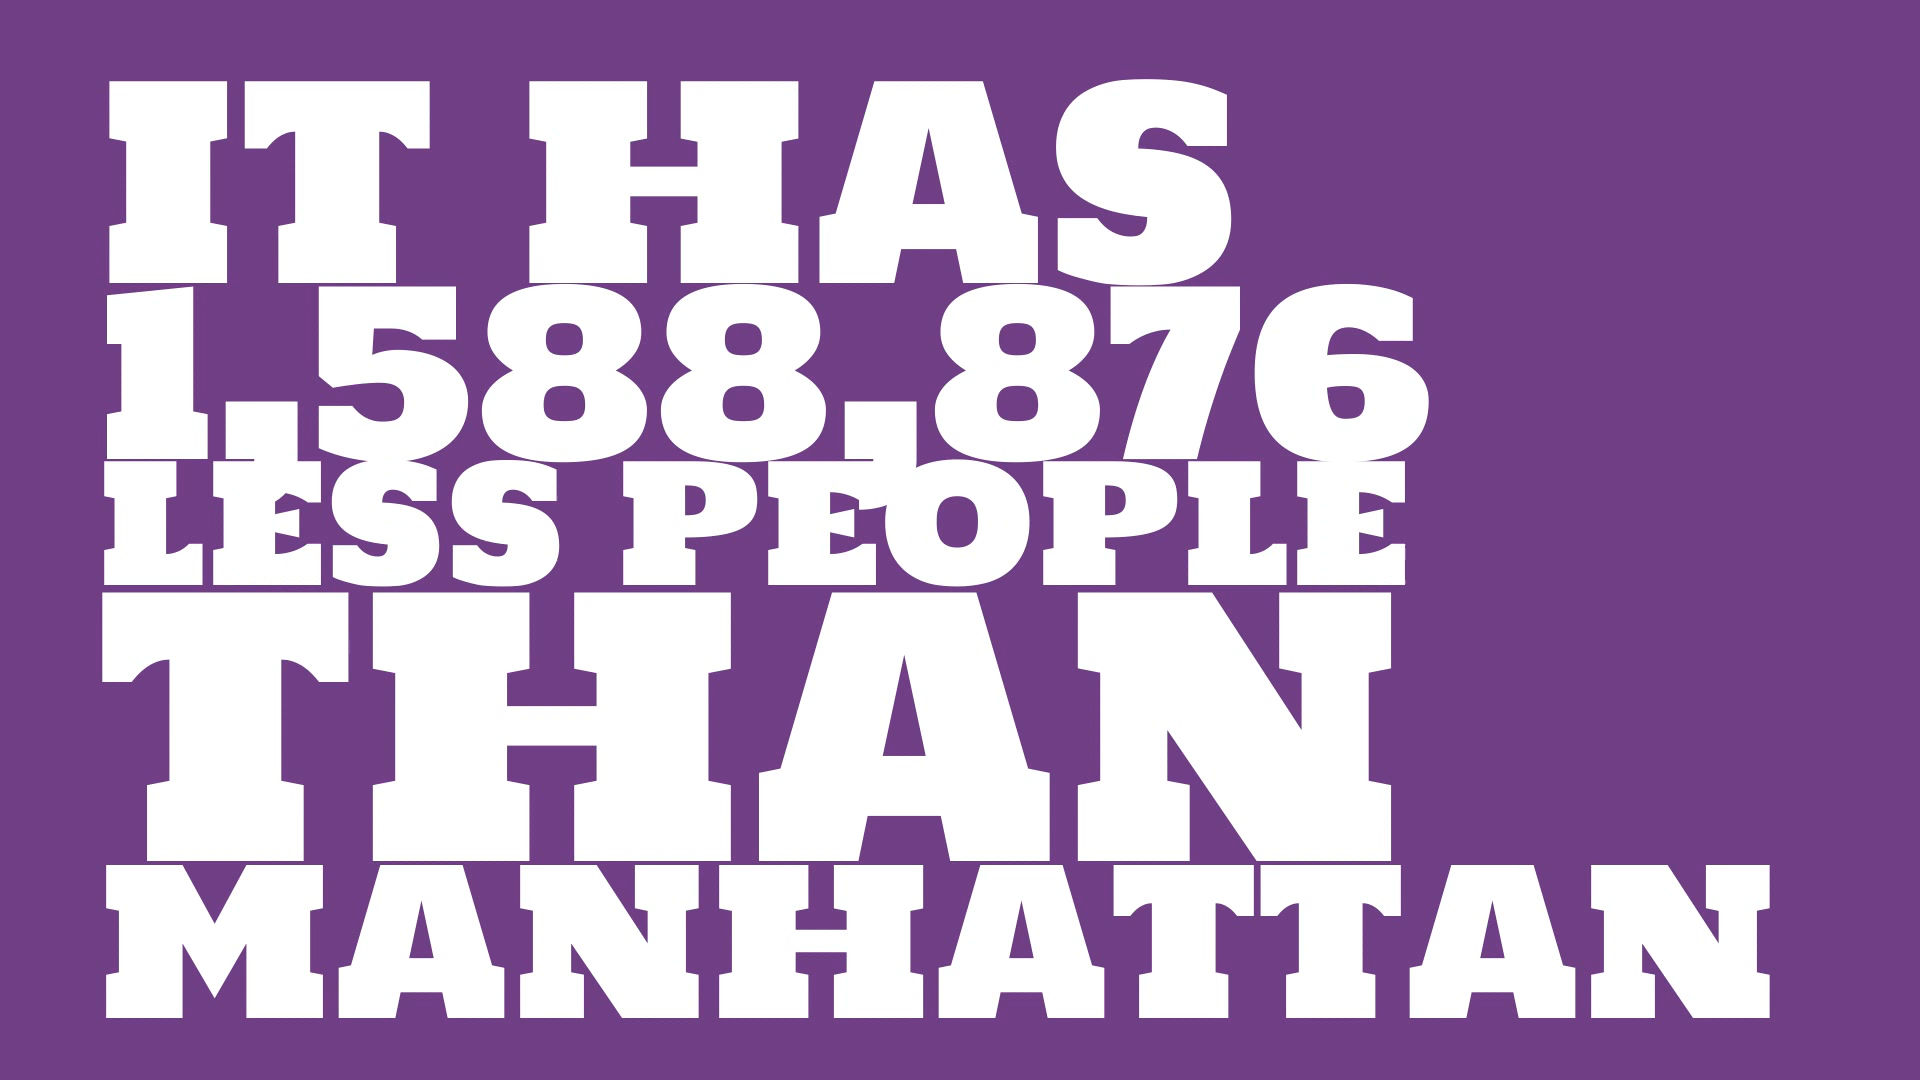 IT HAS
1,588,876
LESS PEOPLE
THAN
MANHATTAN